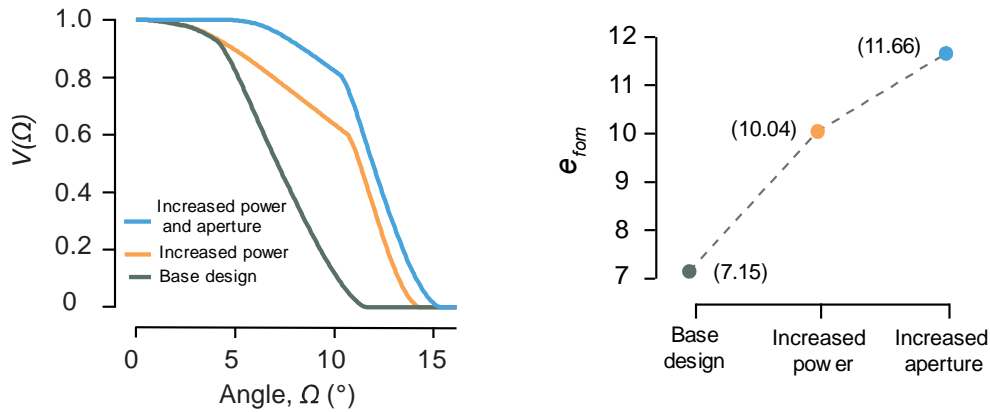 1.0
0.8
0.6
0.4
0.2
0
V(Ω)
Increased power
and aperture
Increased power
Base design
0
5
10
15
Angle, Ω (°)
12
11
10
9
8
7
e_fom
(11.66)
(10.04)
(7.15)
Base
design
Increased
power
Increased
aperture